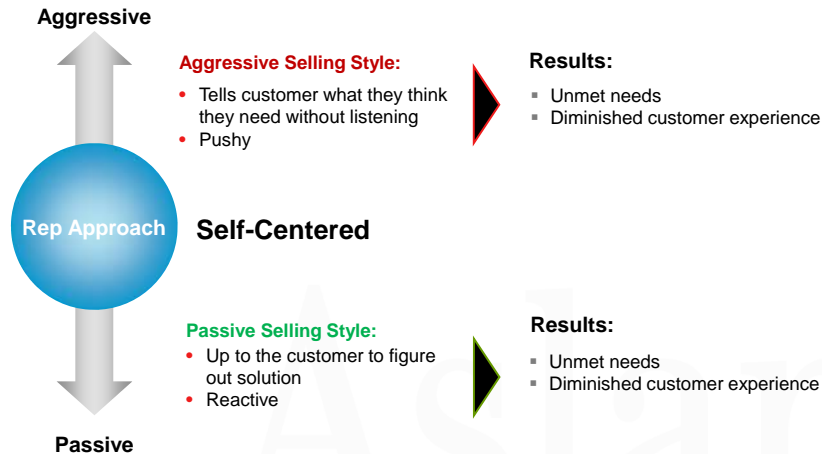 Aggressive
Aggressive Selling Style:
• Tells customer what they think
they need without listening
• Pushy
Results:
▪ Unmet needs
▪ Diminished customer experience
Rep Approach
Self-Centered
Passive Selling Style:
• Up to the customer to figure
out solution
• Reactive
Results:
▪ Unmet needs
▪ Diminished customer experience
Passive